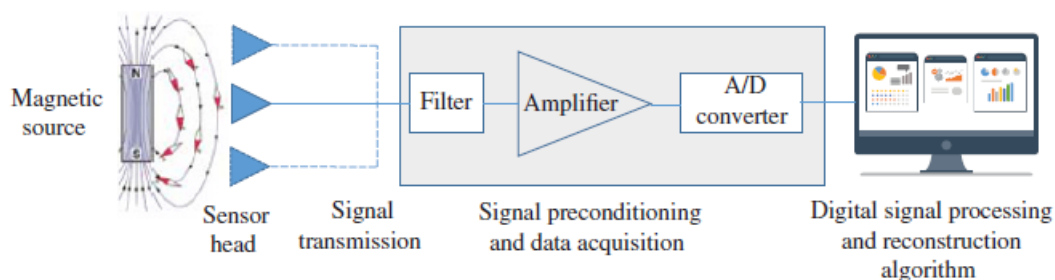 Magnetic
source
N
S
Sensor
head
Signal
transmission
Filter
Amplifier
A/D
converter
Signal preconditioning
and data acquisition
Digital signal processing
and reconstruction
algorithm